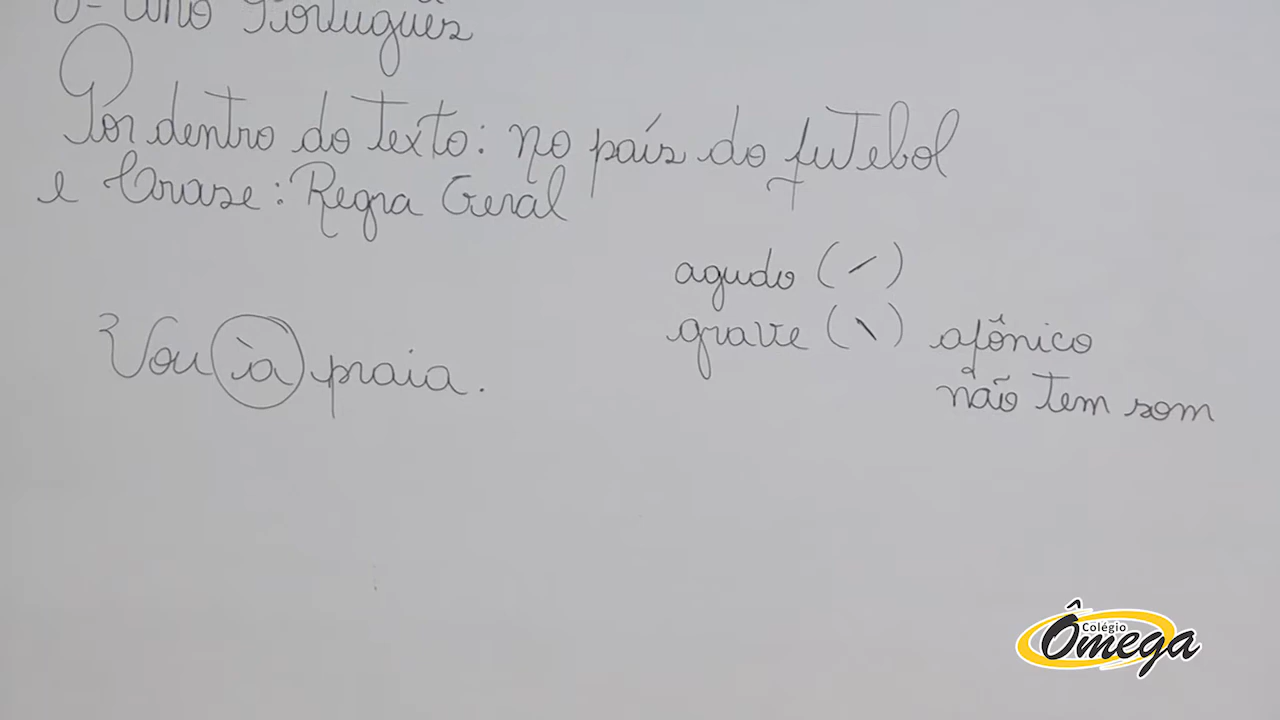 Ano Português
Por dentro do texto: no país do futebol
e Crase: Regra Geral
agudo (´)
grave (`) afônico
não tem som
Vou à praia.
Colégio
Ômega